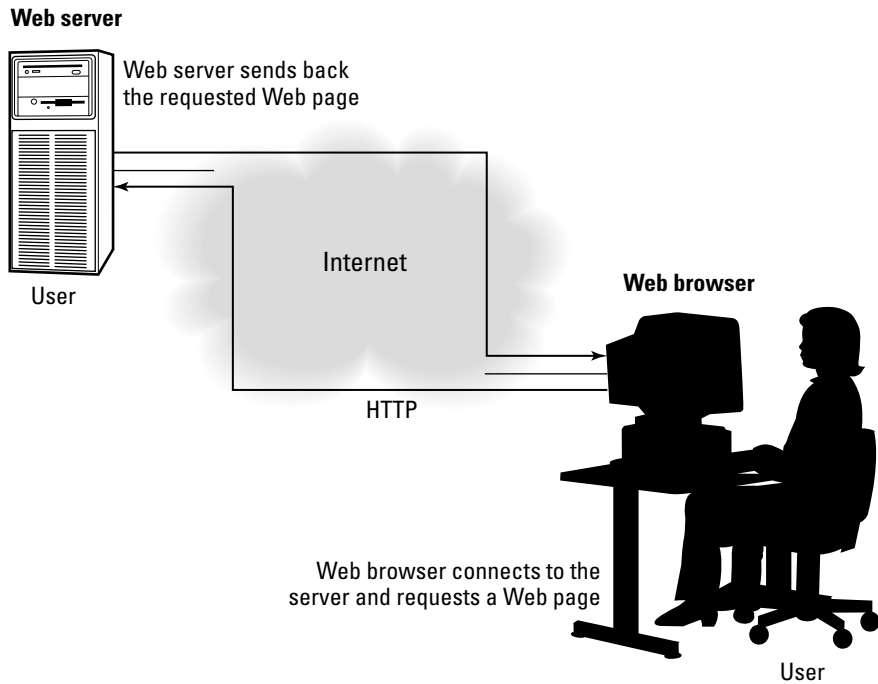 Web server
Web server sends back
the requested Web page
User
Internet
Web browser
HTTP
Web browser connects to the
server and requests a Web page
User